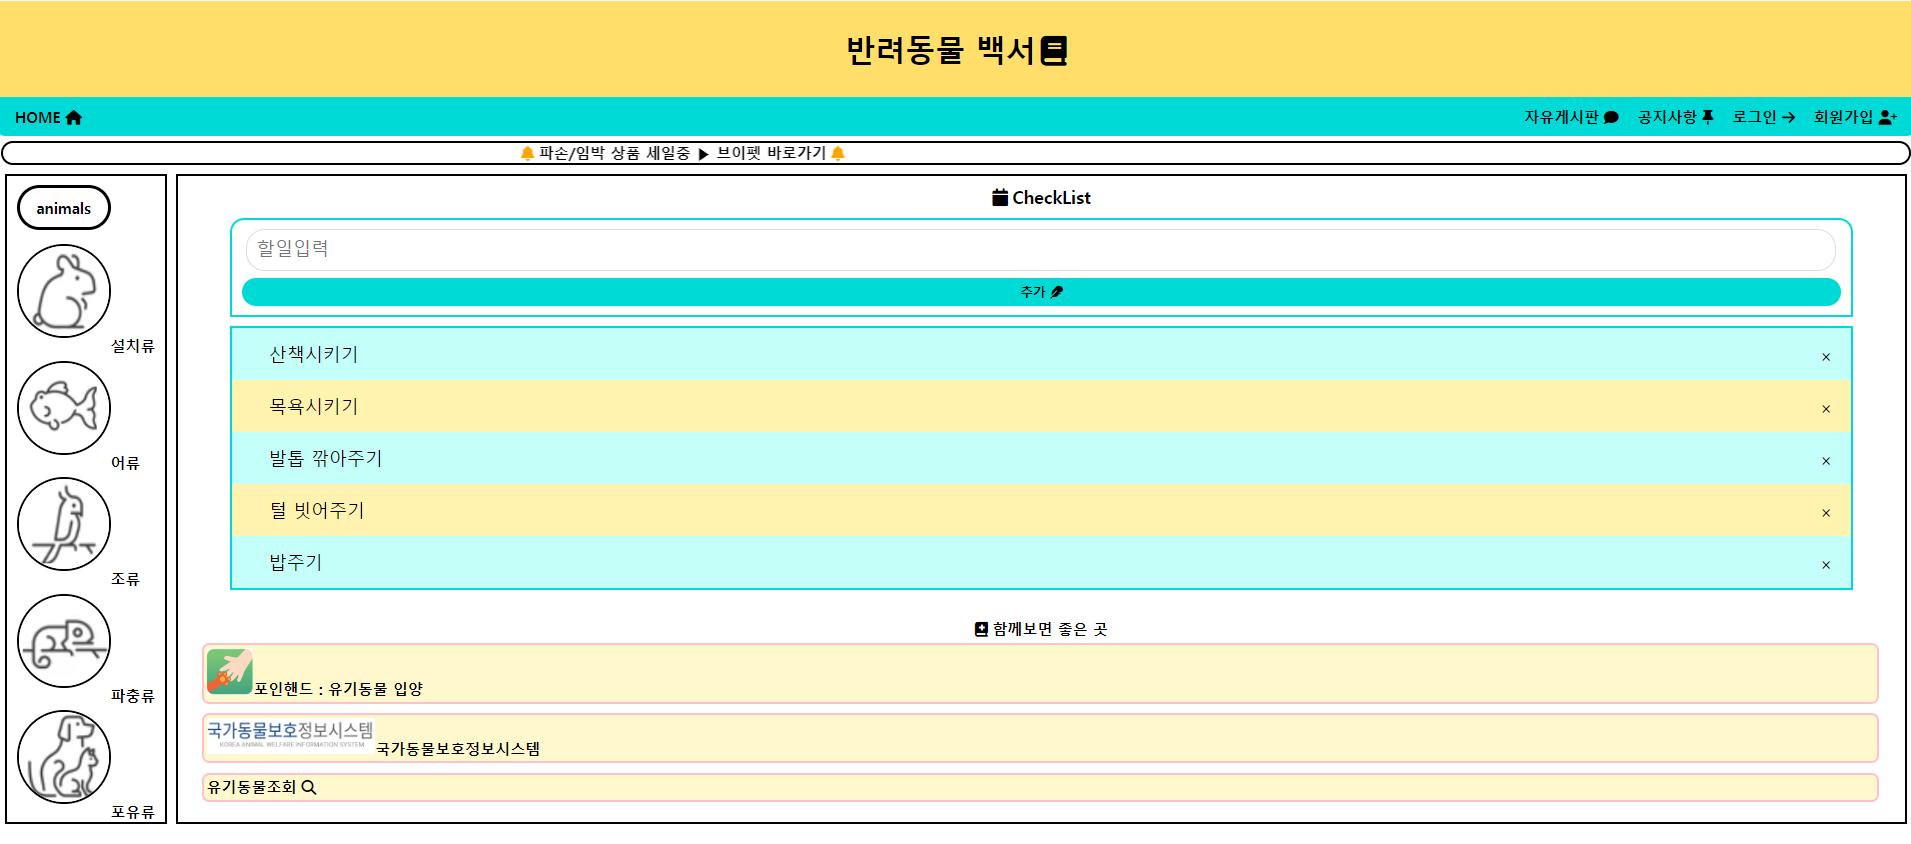 반려동물 백서
HOME
자유게시판 공지사항 로그인 회원가입
파손/임박 상품 세일중 ▶ 브이펫 바로가기
animals
설치류
어류
조류
파충류
포유류
CheckList
할일입력
추가
산책시키기 ×
목욕시키기 ×
발톱 깎아주기 ×
털 빗어주기 ×
밥주기 ×
함께보면 좋은 곳
포인핸드 : 유기동물 입양
국가동물보호정보시스템
KOREA ANIMAL WELFARE INFORMATION SYSTEM
국가동물보호정보시스템
유기동물조회